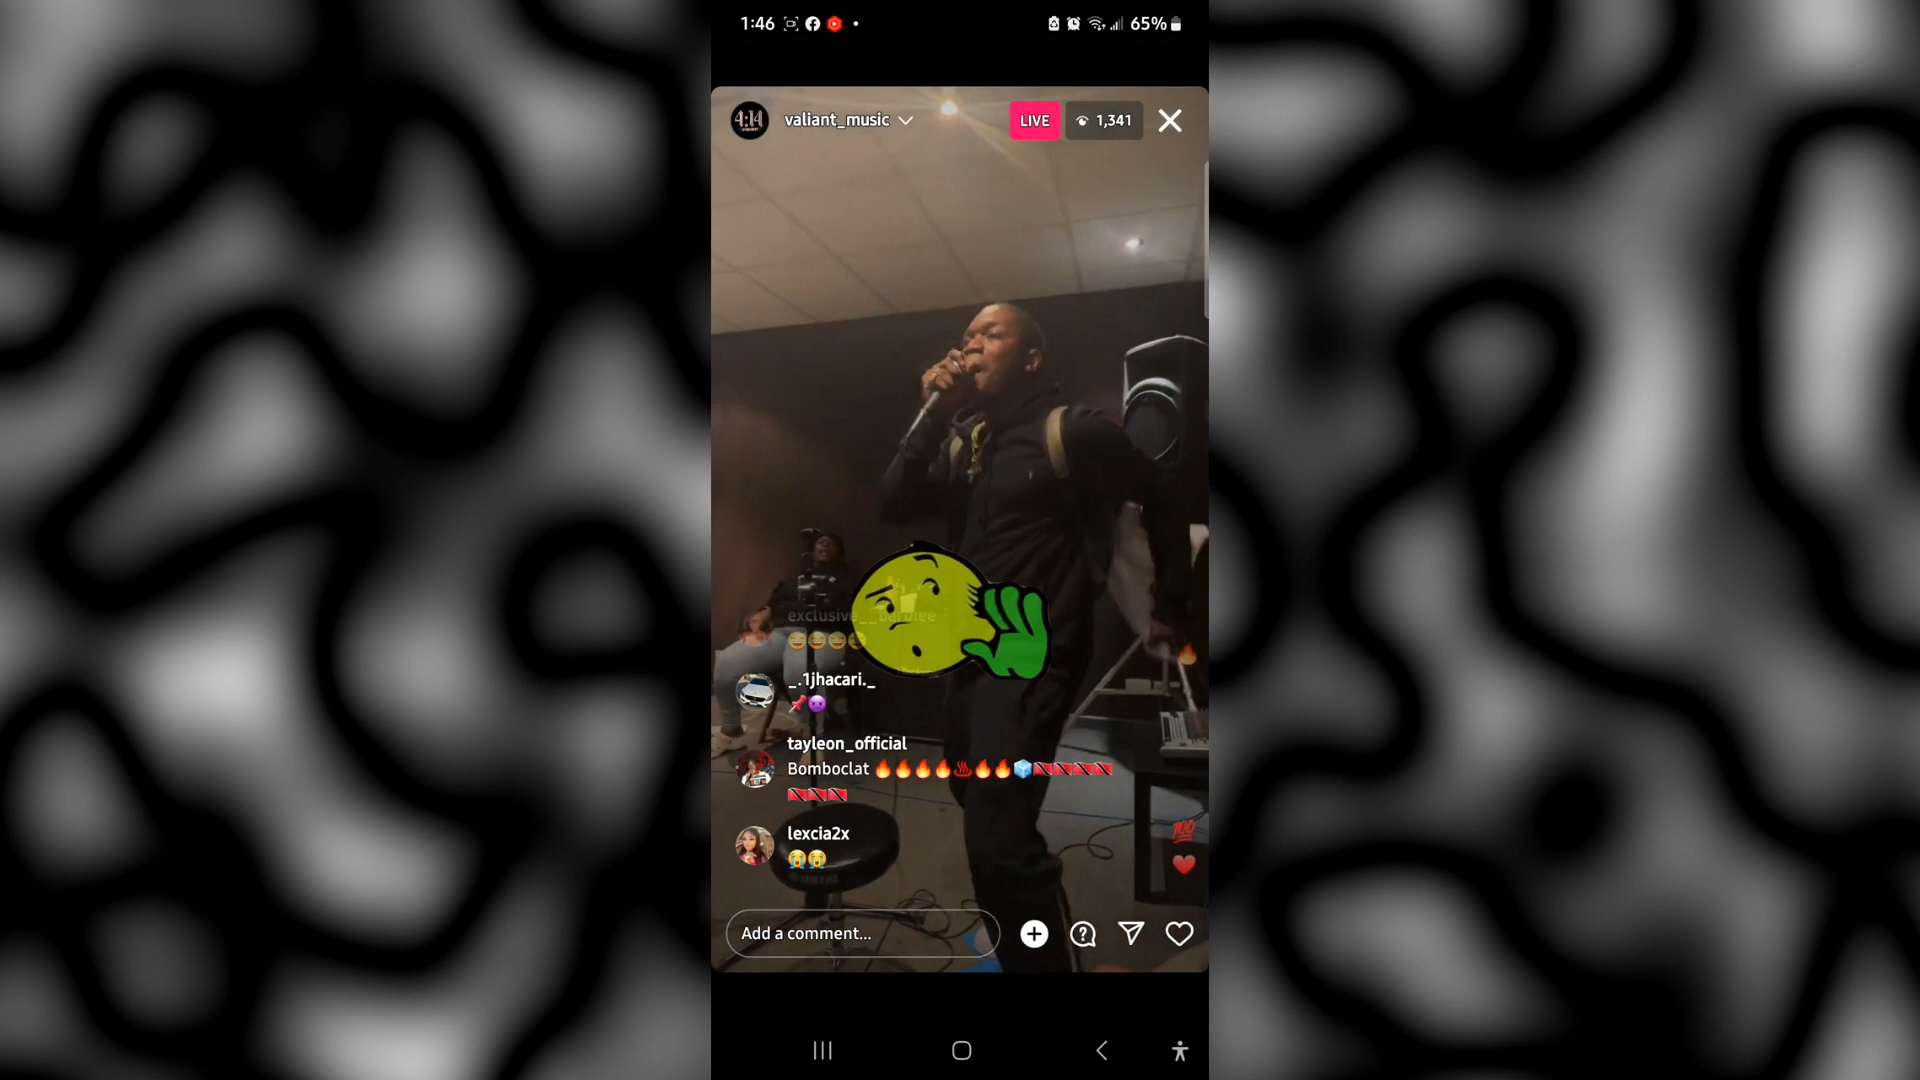 1:46
65%
4:14
valiant_music
LIVE
1,341
_.1jhacari._
tayleon_official
Bomboclat 🔥🔥🔥🔥♨️🔥🔥🧊🇹🇹🇹🇹🇹🇹🇹🇹
🇹🇹🇹🇹🇹🇹
lexcia2x
😭😭
Add a comment...